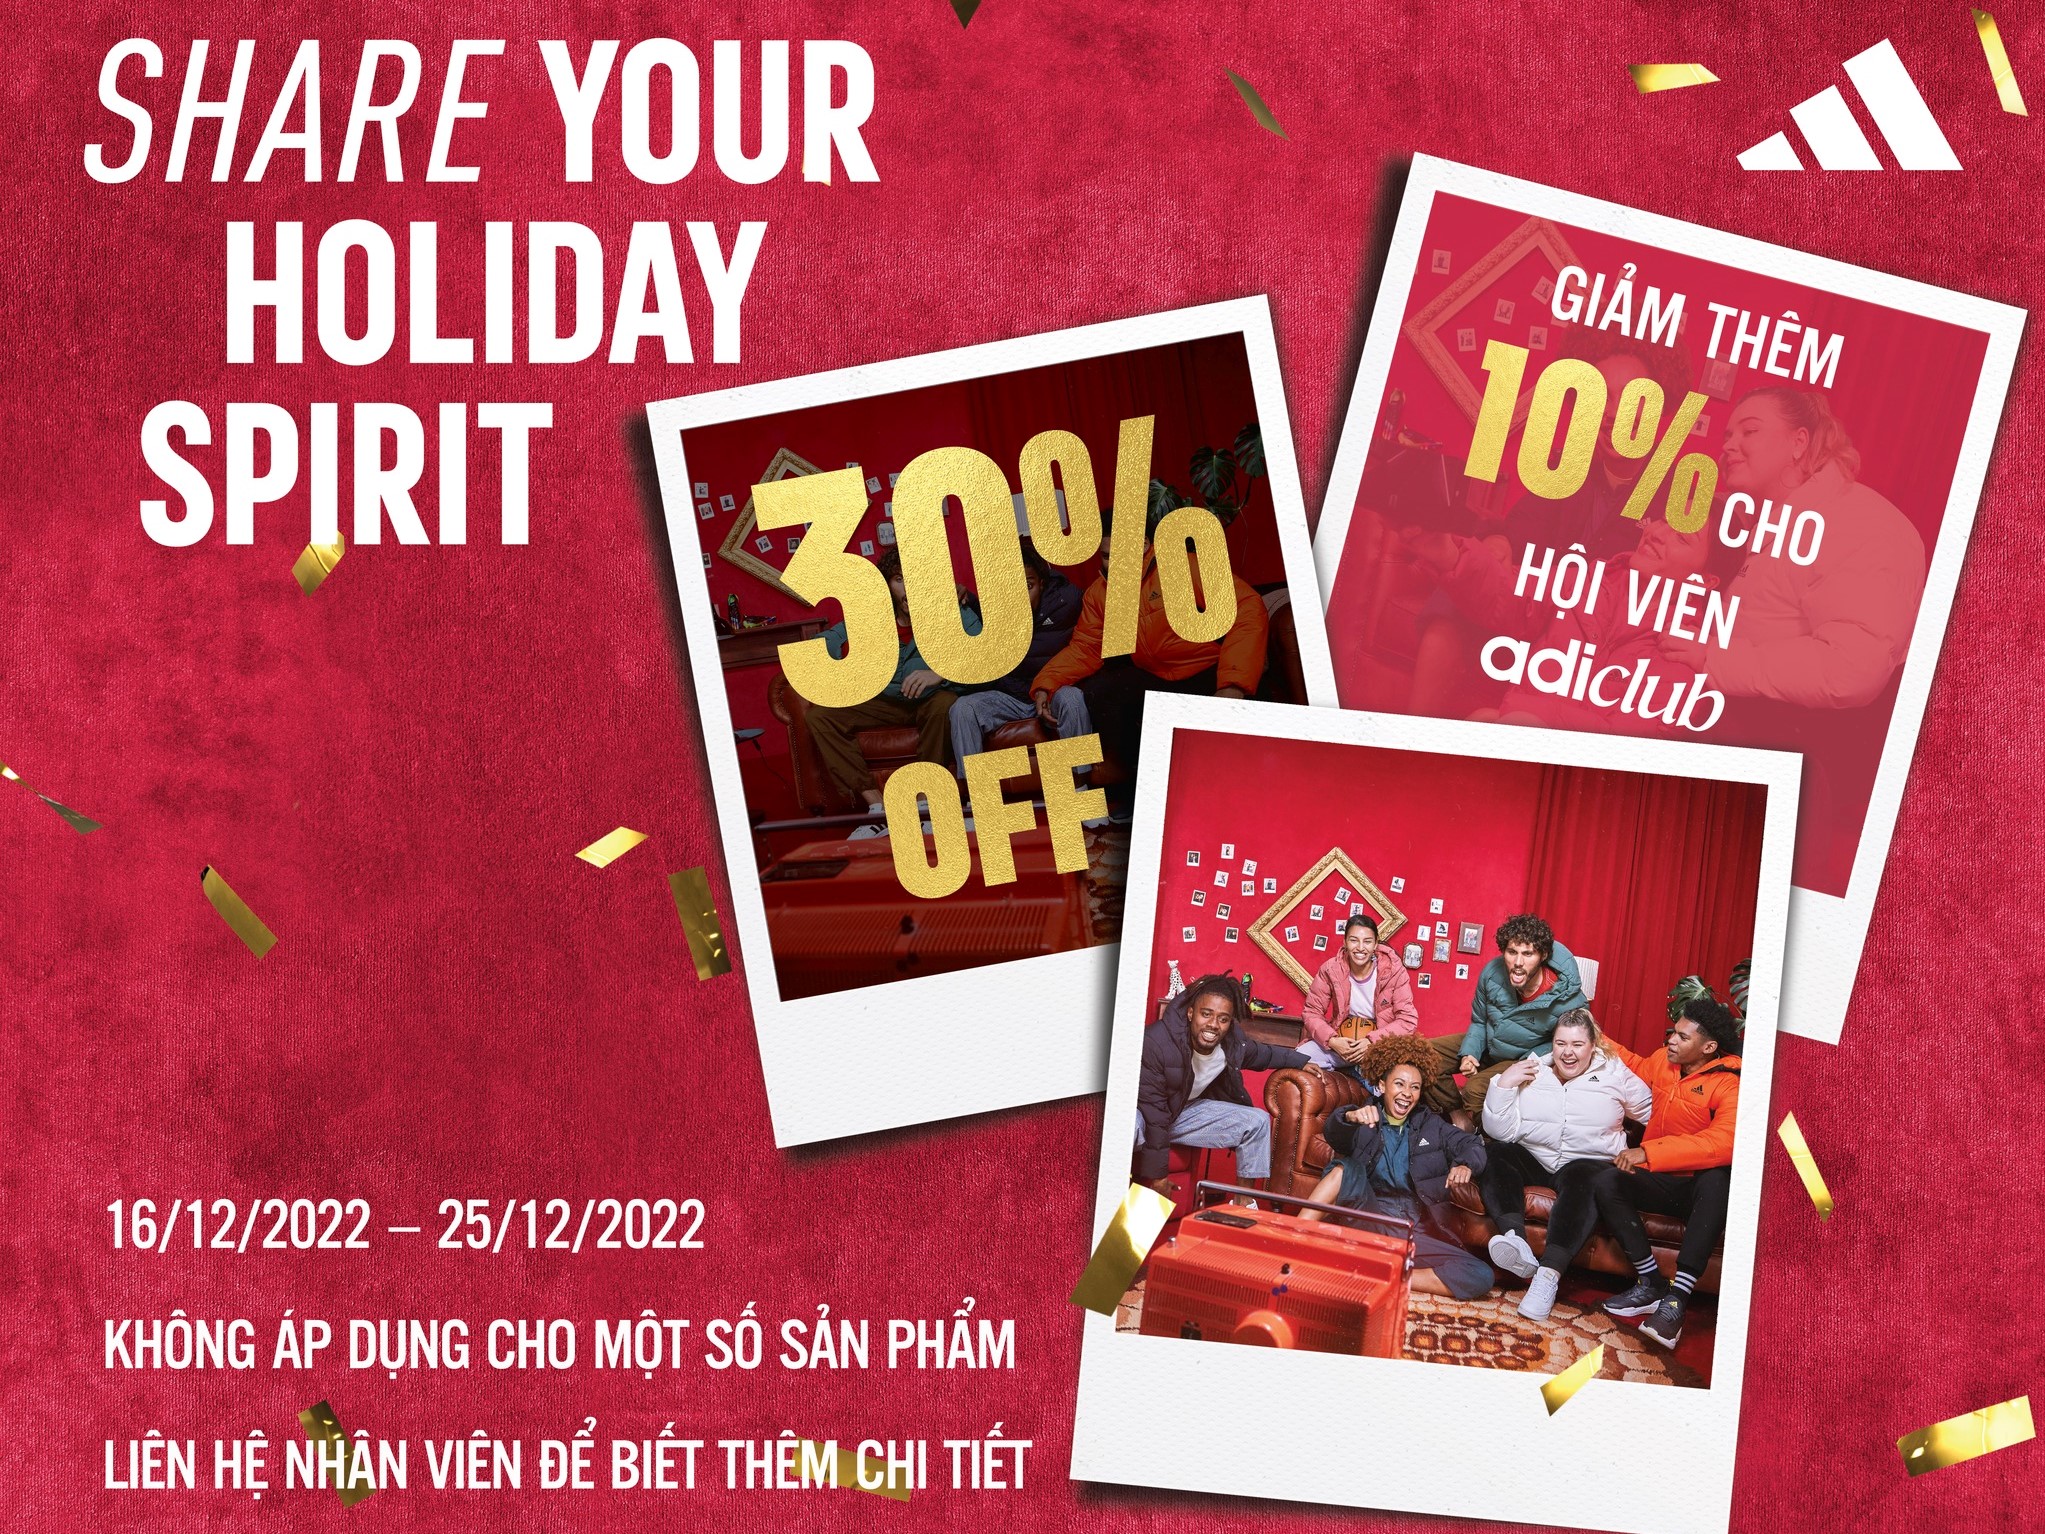 SHARE YOUR
HOLIDAY
SPIRIT
30%
OFF
GIẢM THÊM
10% CHO
HỘI VIÊN
adiclub
16/12/2022 – 25/12/2022
KHÔNG ÁP DỤNG CHO MỘT SỐ SẢN PHẨM
LIÊN HỆ NHÂN VIÊN ĐỂ BIẾT THÊM CHI TIẾT